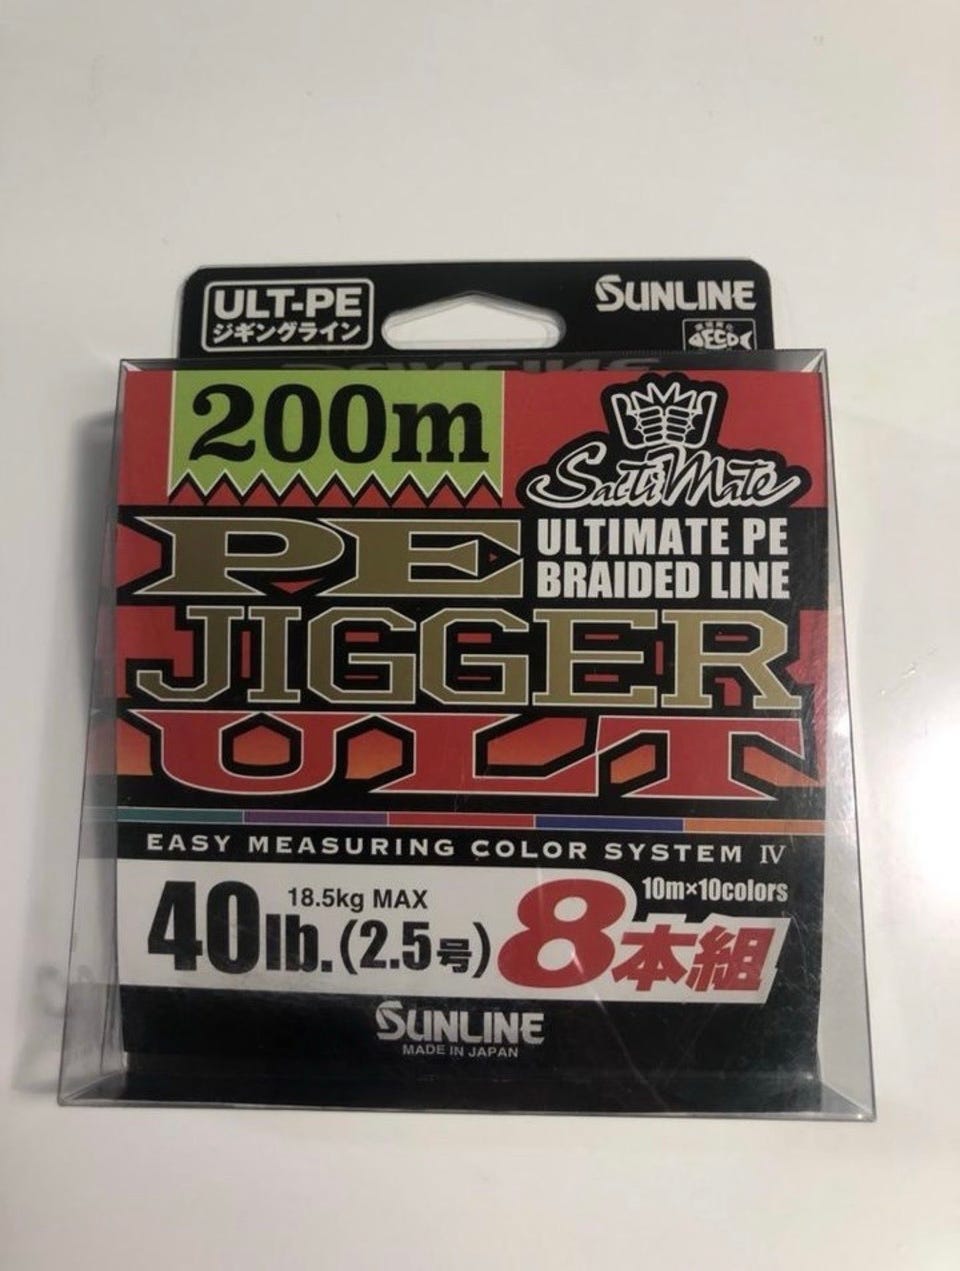 ULT-PE
ジギングライン
SUNLINE
ECO
200m
SaltiMate
ULTIMATE PE
BRAIDED LINE
PE
JIGGER
ULT
EASY MEASURING COLOR SYSTEM IV
10m×10colors
18.5kg MAX
40lb.(2.5号)
8本組
SUNLINE
MADE IN JAPAN